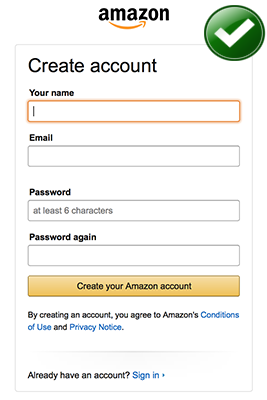 amazon
Create account
Your name
Email
Password
at least 6 characters
Password again
Create your Amazon account
By creating an account, you agree to Amazon's Conditions
of Use and Privacy Notice.
Already have an account? Sign in